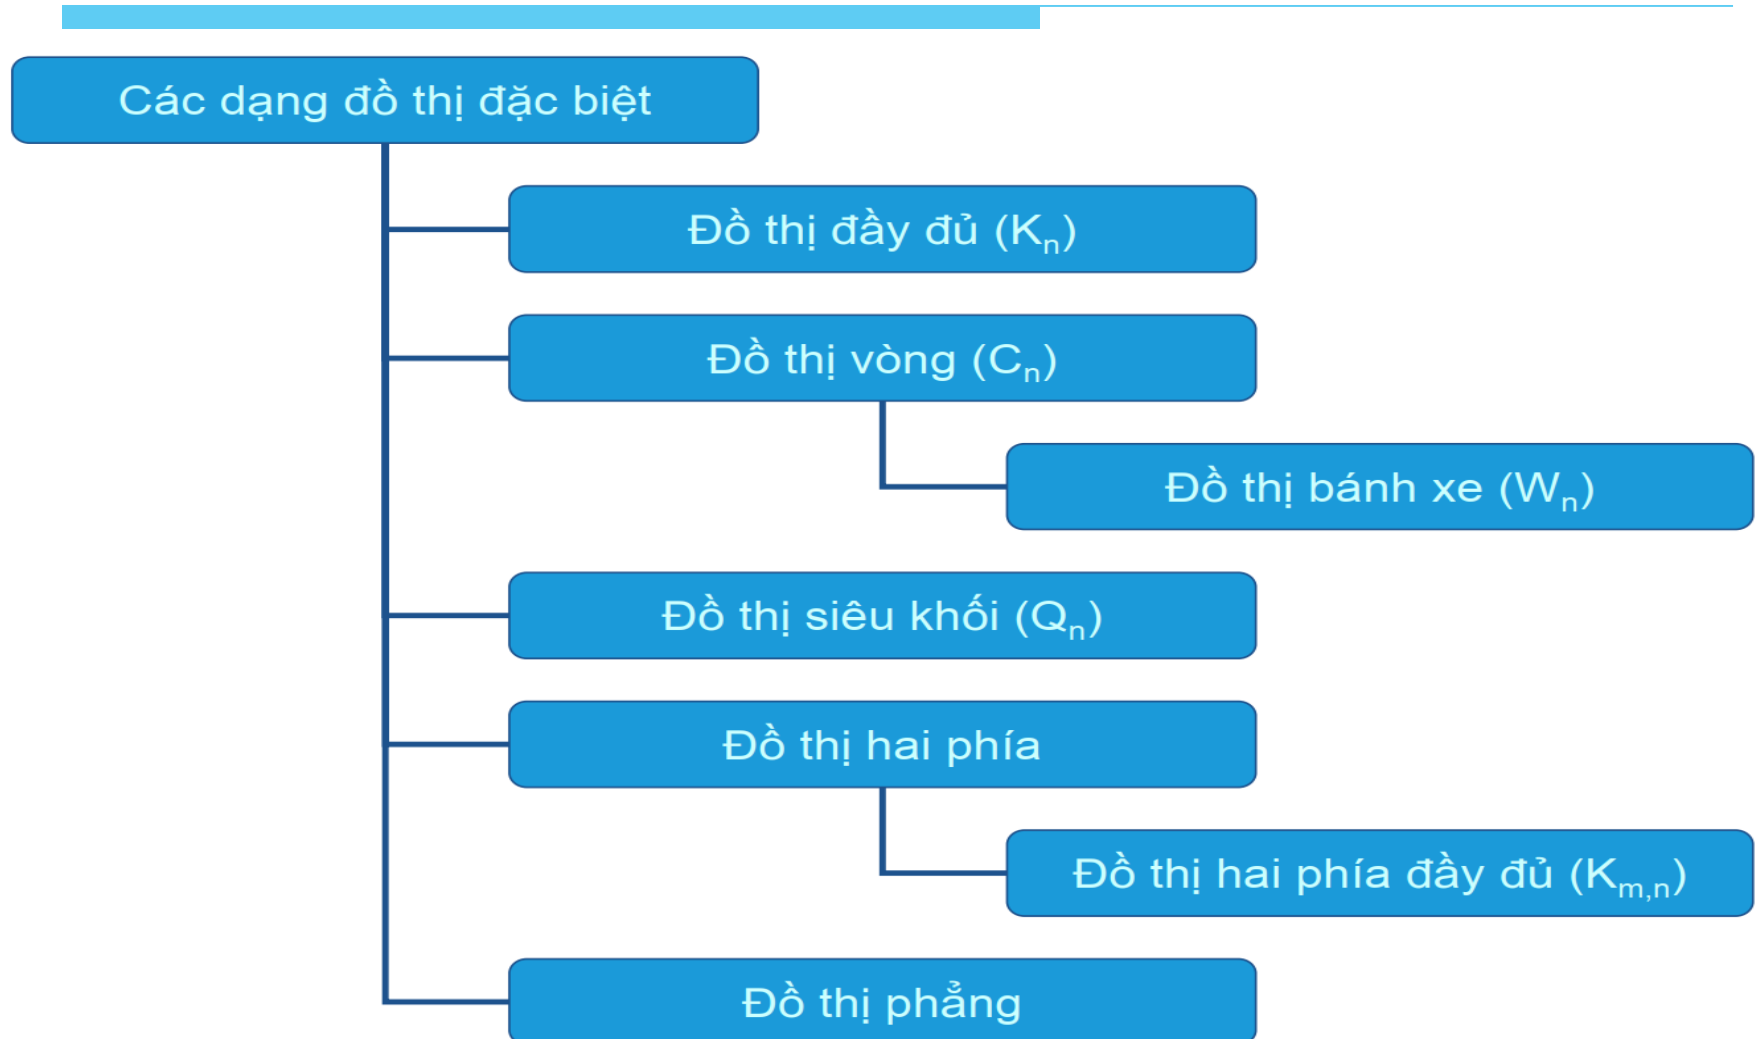 Các dạng đồ thị đặc biệt
Đồ thị đầy đủ (Kₙ)
Đồ thị vòng (Cₙ)
Đồ thị bánh xe (Wₙ)
Đồ thị siêu khối (Qₙ)
Đồ thị hai phía
Đồ thị hai phía đầy đủ (Km,n)
Đồ thị phẳng